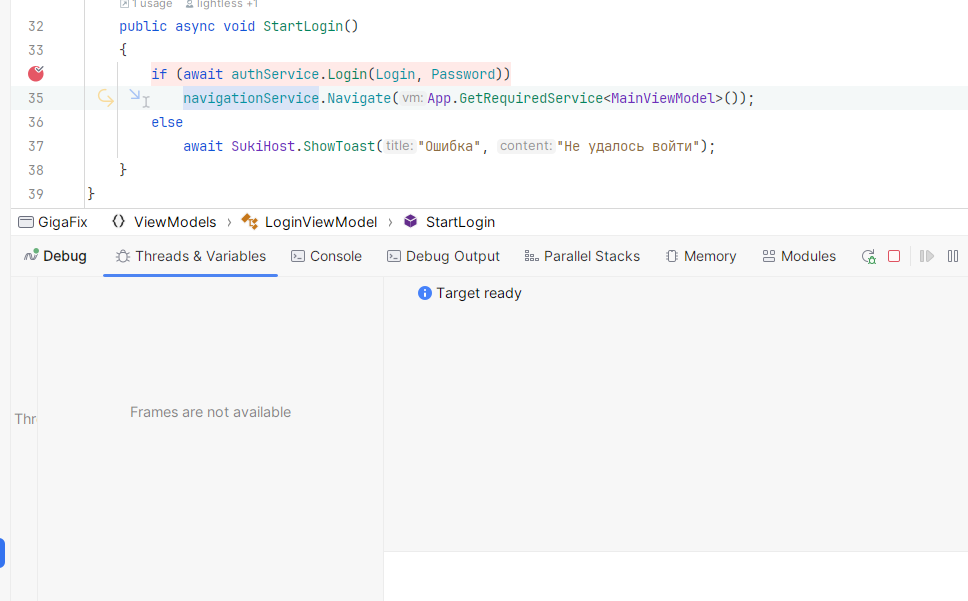 1 usage lightless +1
32 public async void StartLogin()
33 {
if (await authService.Login(Login, Password))
35 navigationService.Navigate( vm: App.GetRequiredService<MainViewModel>());
36 else
37 await SukiHost.ShowToast( title: "Ошибка", content: "Не удалось войти");
38 }
39 }
GigaFix ViewModels › LoginViewModel › StartLogin
Debug Threads & Variables Console Debug Output Parallel Stacks Memory Modules
Target ready
Frames are not available